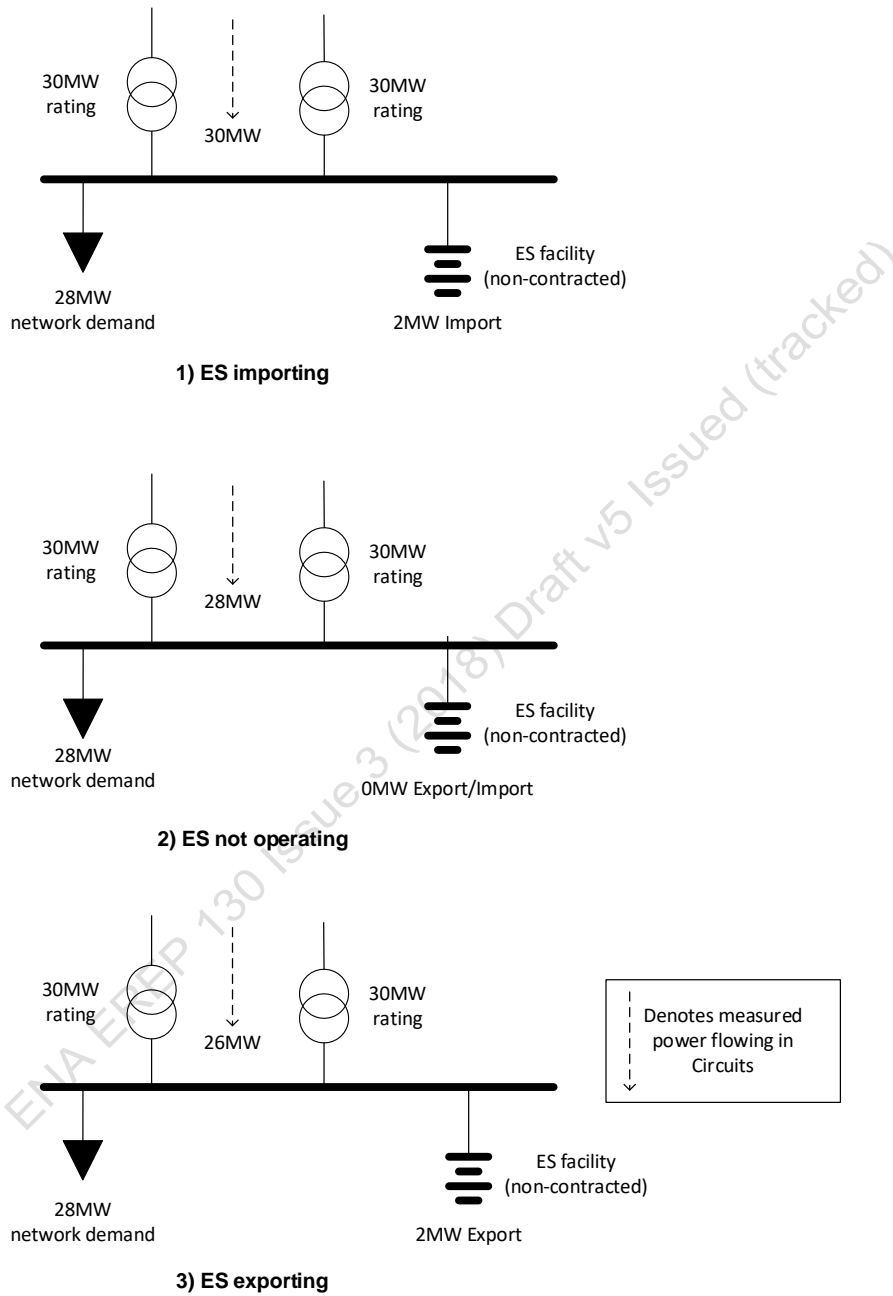 30MW
rating
30MW
rating
30MW
28MW
network demand
ES facility
(non-contracted)
2MW Import
1) ES importing
30MW
rating
30MW
rating
28MW
28MW
network demand
ES facility
(non-contracted)
0MW Export/Import
2) ES not operating
30MW
rating
30MW
rating
26MW
Denotes measured
power flowing in
Circuits
28MW
network demand
ES facility
(non-contracted)
2MW Export
3) ES exporting
ENA EREP 130 Issue 3 (2018) Draft v5 Issued (tracked)